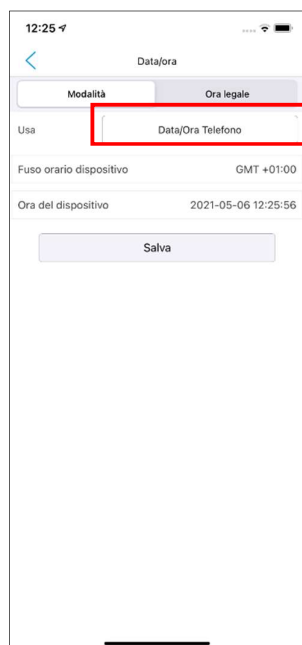 12:25
Data/ora
Modalità Ora legale
Usa Data/Ora Telefono
Fuso orario dispositivo GMT +01:00
Ora del dispositivo 2021-05-06 12:25:56
Salva